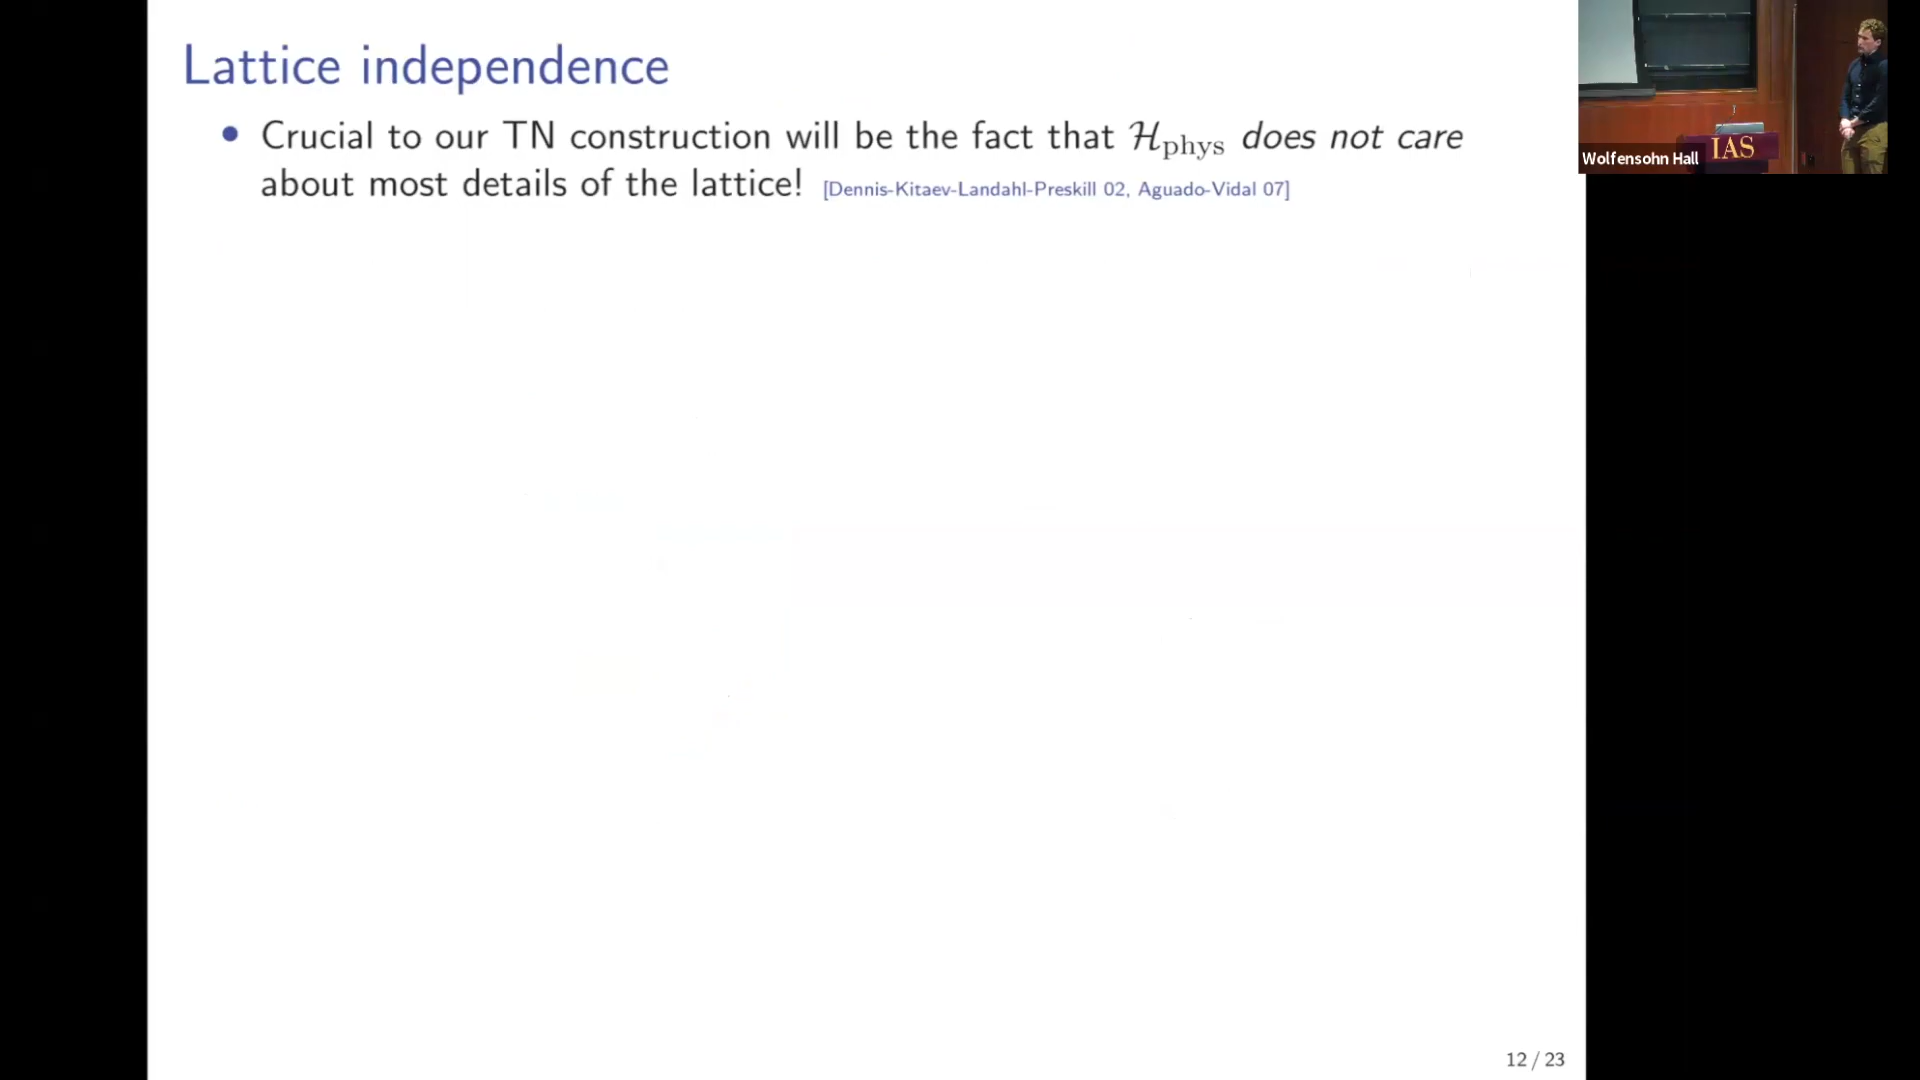 Lattice independence
• Crucial to our TN construction will be the fact that ℋphys does not care
about most details of the lattice! [Dennis-Kitaev-Landahl-Preskill 02, Aguado-Vidal 07]
Wolfensohn Hall
IAS
12 / 23